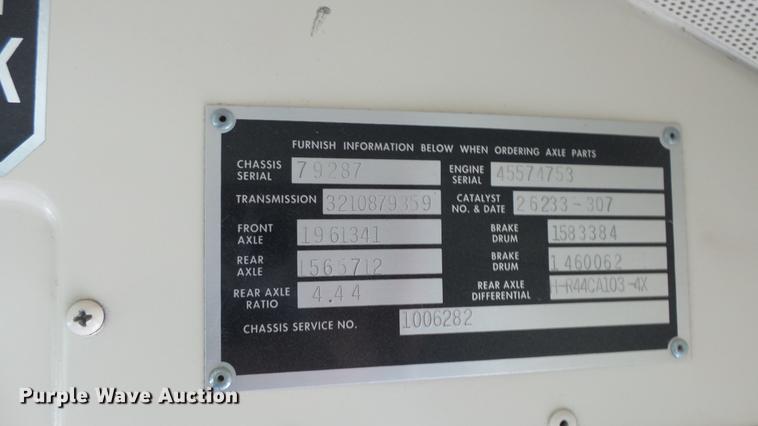 X
FURNISH INFORMATION BELOW WHEN ORDERING AXLE PARTS
CHASSIS SERIAL 79287 ENGINE SERIAL 45574753
TRANSMISSION 3210879359 CATALYST NO. & DATE 26233-307
FRONT AXLE 1961341 BRAKE DRUM 1583384
REAR AXLE 1565712 BRAKE DRUM 1460062
REAR AXLE RATIO 4.44 REAR AXLE DIFFERENTIAL
CHASSIS SERVICE NO. 1006282
Purple Wave Auction